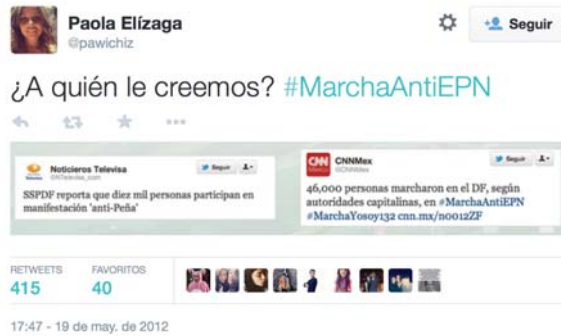 Paola Elízaga
@pawichiz
Seguir
¿A quién le creemos? #MarchaAntiEPN
Noticieros Televisa
Seguir
SSPDF reporta que diez mil personas participan en
manifestación 'anti-Peña'
CNN
CNNMex
@CNNMex
Seguir
46,000 personas marcharon en el DF, según
autoridades capitalinas, en #MarchaAntiEPN
#MarchaYosoy132 cnn.mx/n0012ZF
RETWEETS FAVORITOS
415 40
17:47 - 19 de may. de 2012